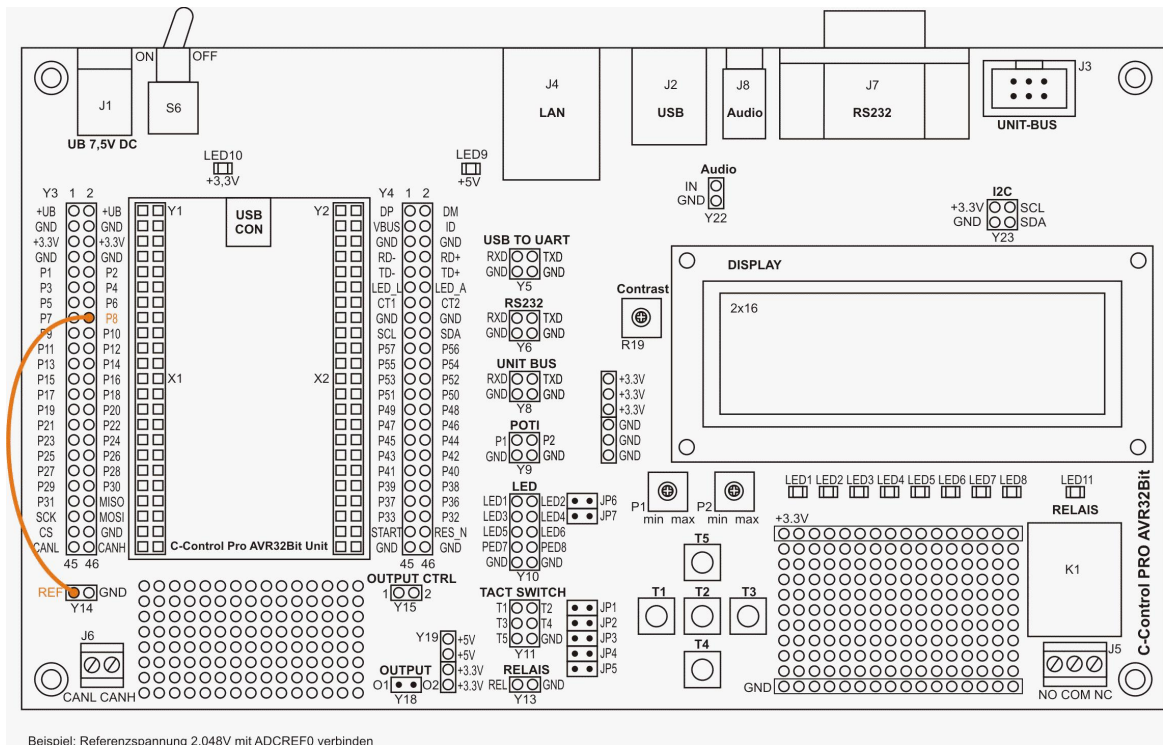 ON OFF
J1
S6
UB 7,5V DC
J4
LAN
J2
USB
J8
Audio
J7
RS232
J3
UNIT-BUS
LED10
+3,3V
LED9
+5V
Audio
IN
GND
Y22
I2C
+3.3V SCL
GND SDA
Y23
Y3 1 2
+UB +UB
GND GND
+3.3V +3.3V
GND GND
P1 P2
P3 P4
P5 P6
P7 P8
P9 P10
P11 P12
P13 P14
P15 P16
P17 P18
P19 P20
P21 P22
P23 P24
P25 P26
P27 P28
P29 P30
P31 MISO
SCK MOSI
CS GND
CANL CANH
45 46
Y1
USB
CON
Y2
X1
X2
C-Control Pro AVR32Bit Unit
Y4 1 2
DP DM
VBUS ID
GND GND
RD- RD+
TD- TD+
LED_L LED_A
CT1 CT2
GND GND
SCL SDA
P57 P56
P55 P54
P53 P52
P51 P50
P49 P48
P47 P46
P45 P44
P43 P42
P41 P40
P39 P38
P37 P36
P33 P32
START RES_N
GND GND
45 46
USB TO UART
RXD TXD
GND GND
Y5
RS232
RXD TXD
GND GND
Y6
UNIT BUS
RXD TXD
GND GND
Y8
POTI
P1 P2
GND GND
Y9
LED
LED1 LED2 JP6
LED3 LED4 JP7
LED5 LED6
PED7 PED8
GND GND
Y10
TACT SWITCH
T1 T2 JP1
T3 T4 JP2
T5 GND JP3
Y11 JP4
JP5
RELAIS
REL GND
Y13
Contrast
R19
+3.3V
+3.3V
+3.3V
GND
GND
GND
DISPLAY
2x16
P1
min max
P2
min max
LED1 LED2 LED3 LED4 LED5 LED6 LED7 LED8
LED11
RELAIS
K1
J5
NO COM NC
+3.3V
GND
T5
T1 T2 T3
T4
REF GND
Y14
J6
CANL CANH
OUTPUT CTRL
1 2
Y15
Y19 +5V
+5V
+3.3V
+3.3V
OUTPUT
O1 O2
Y18
C-Control PRO AVR32Bit
Beispiel: Referenzspannung 2,048V mit ADCREF0 verbinden